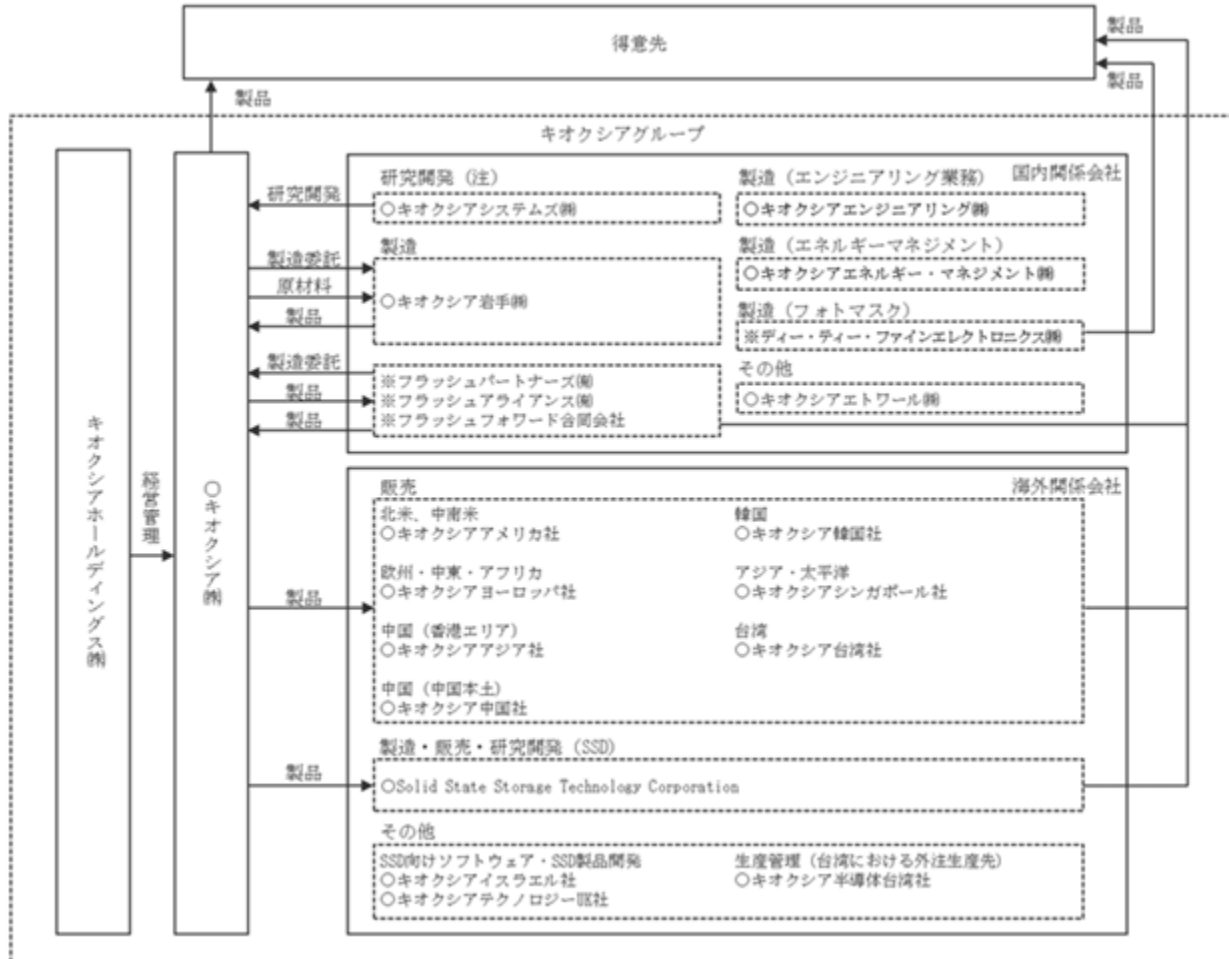 得意先
製品
製品
製品
キオクシアグループ
キオクシアホールディングス㈱
経営管理
○キオクシア㈱
国内関係会社
研究開発
研究開発（注）
○キオクシアシステムズ㈱
製造委託
原材料
製品
製造
○キオクシア岩手㈱
製造委託
製品
製品
※フラッシュパートナーズ㈲
※フラッシュアライアンス㈲
※フラッシュフォワード合同会社
製造（エンジニアリング業務）
○キオクシアエンジニアリング㈱
製造（エネルギーマネジメント）
○キオクシアエネルギー・マネジメント㈱
製造（フォトマスク）
※ディー・ティー・ファインエレクトロニクス㈱
その他
○キオクシアエトワール㈱
海外関係会社
製品
販売
北米、中南米
○キオクシアアメリカ社
欧州・中東・アフリカ
○キオクシアヨーロッパ社
中国（香港エリア）
○キオクシアアジア社
中国（中国本土）
○キオクシア中国社
韓国
○キオクシア韓国社
アジア・太平洋
○キオクシアシンガポール社
台湾
○キオクシア台湾社
製品
製造・販売・研究開発（SSD）
○Solid State Storage Technology Corporation
その他
SSD向けソフトウェア・SSD製品開発
○キオクシアイスラエル社
○キオクシアテクノロジーUK社
生産管理（台湾における外注生産先）
○キオクシア半導体台湾社